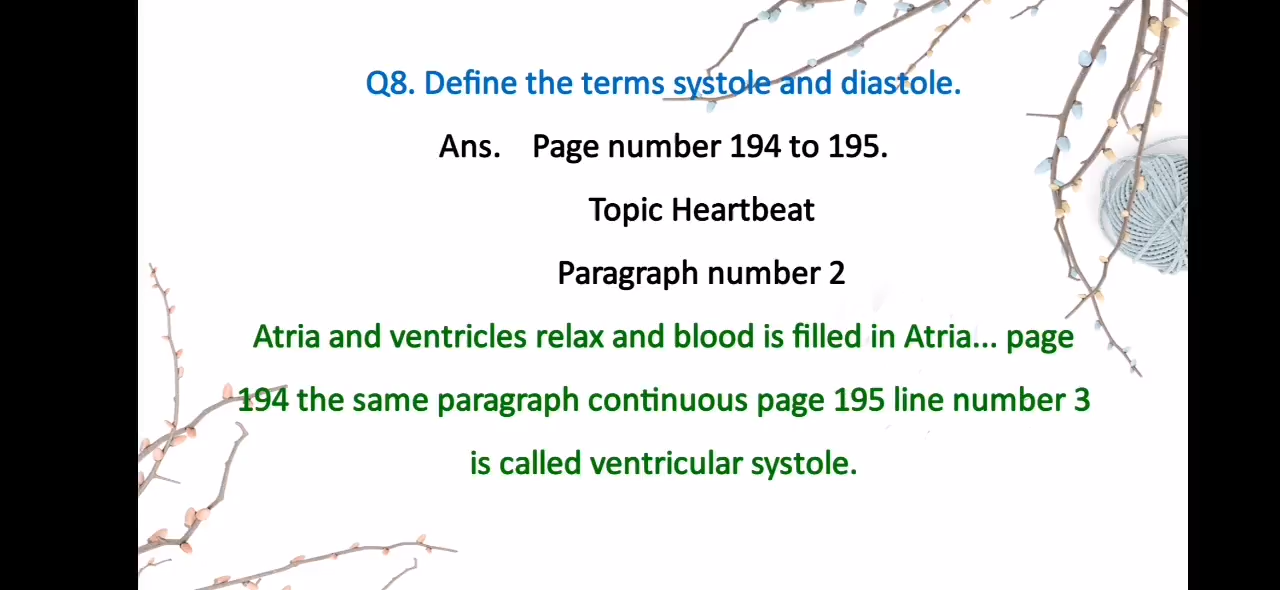 Q8. Define the terms systole and diastole.
Ans. Page number 194 to 195.
Topic Heartbeat
Paragraph number 2
Atria and ventricles relax and blood is filled in Atria... page
194 the same paragraph continuous page 195 line number 3
is called ventricular systole.